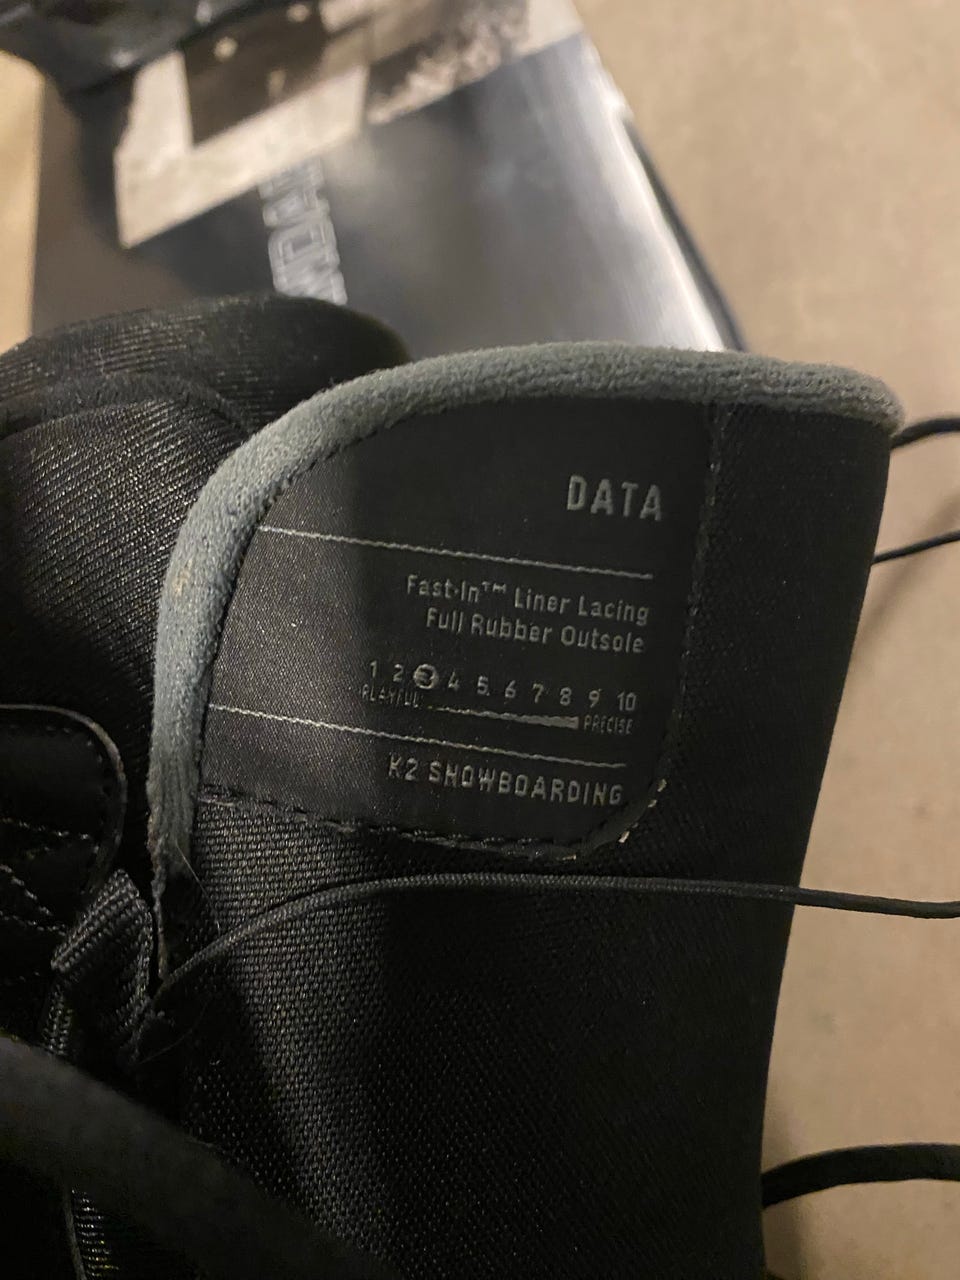 DATA
Fast-In™ Liner Lacing
Full Rubber Outsole
1 2 3 4 5 6 7 8 9 10
PLAYFUL PRECISE
K2 SNOWBOARDING